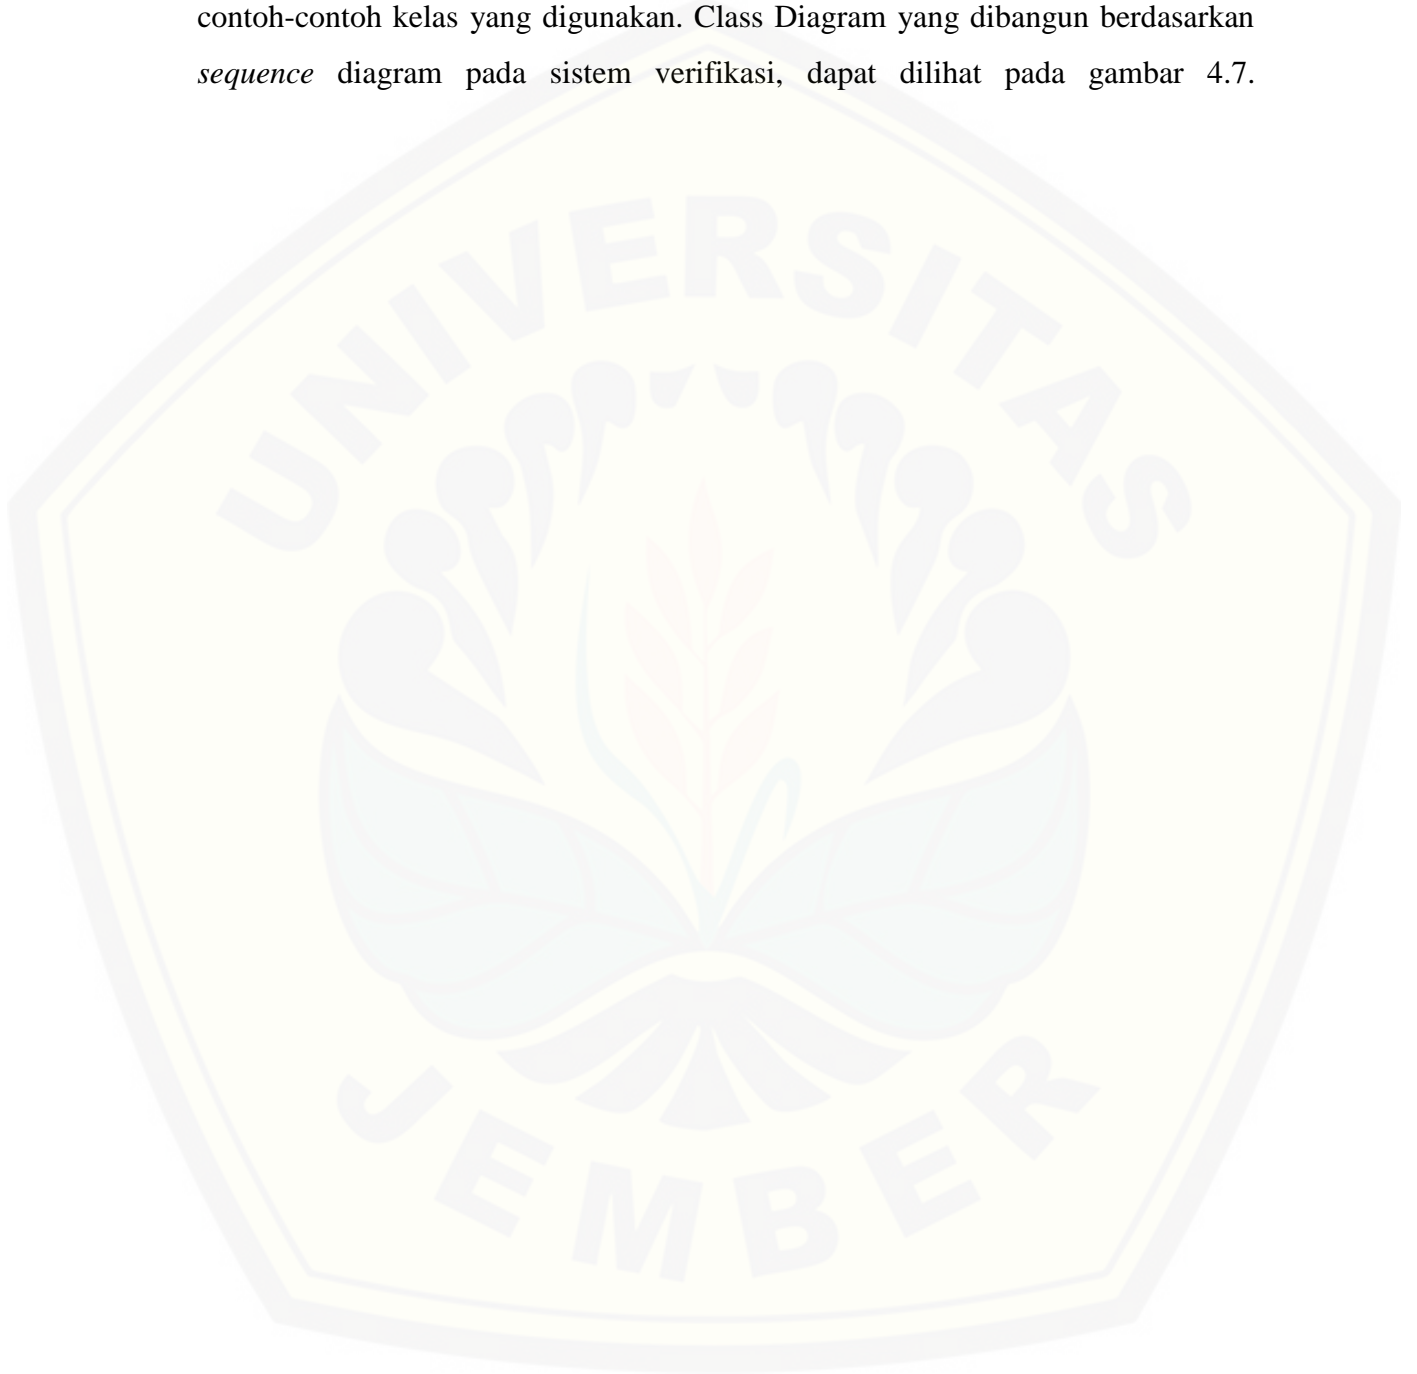 contoh-contoh kelas yang digunakan. Class Diagram yang dibangun berdasarkan
sequence diagram pada sistem verifikasi, dapat dilihat pada gambar 4.7.
UNIVERSITAS
JEMBER